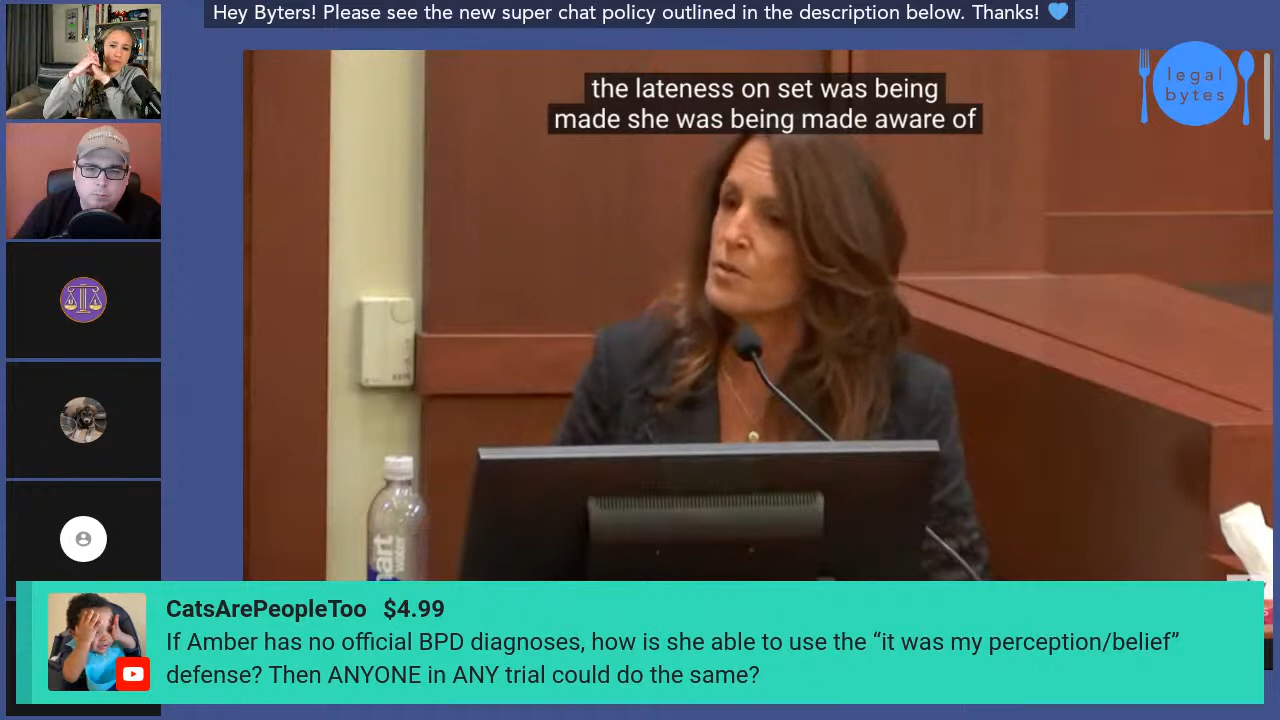 Hey Byters! Please see the new super chat policy outlined in the description below. Thanks! 💙
legal
bytes
the lateness on set was being
made she was being made aware of
CatsArePeopleToo $4.99
If Amber has no official BPD diagnoses, how is she able to use the “it was my perception/belief”
defense? Then ANYONE in ANY trial could do the same?